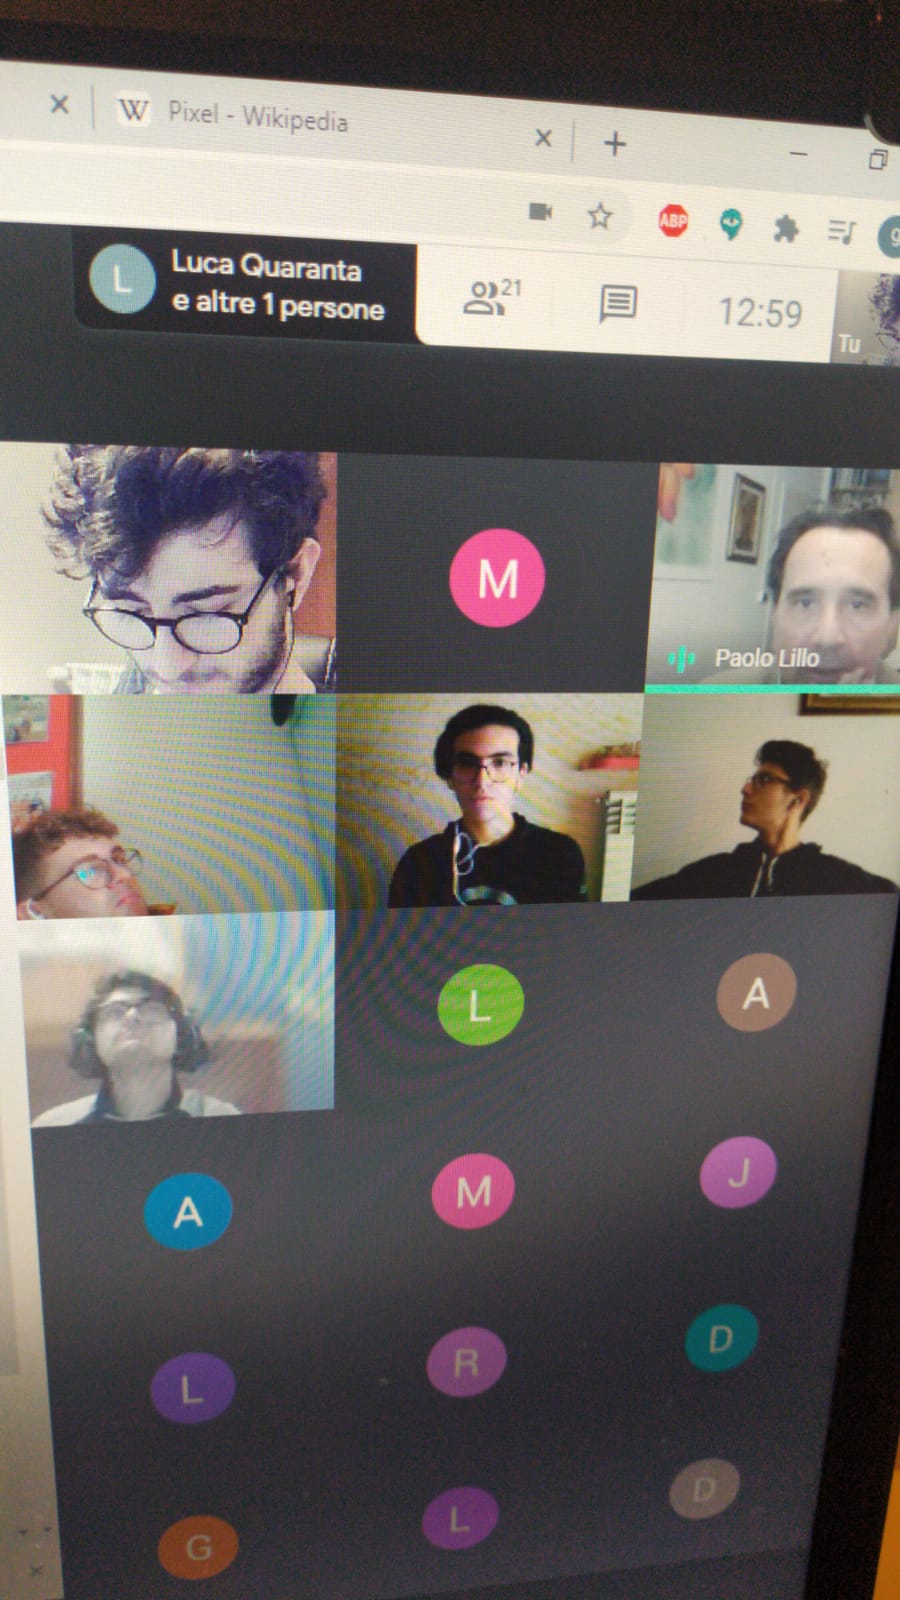 W Pixel - Wikipedia
ABP
g
L
Luca Quaranta
e altre 1 persone
21
12:59
Tu
M
Paolo Lillo
L
A
A
M
J
L
R
D
G
L
D